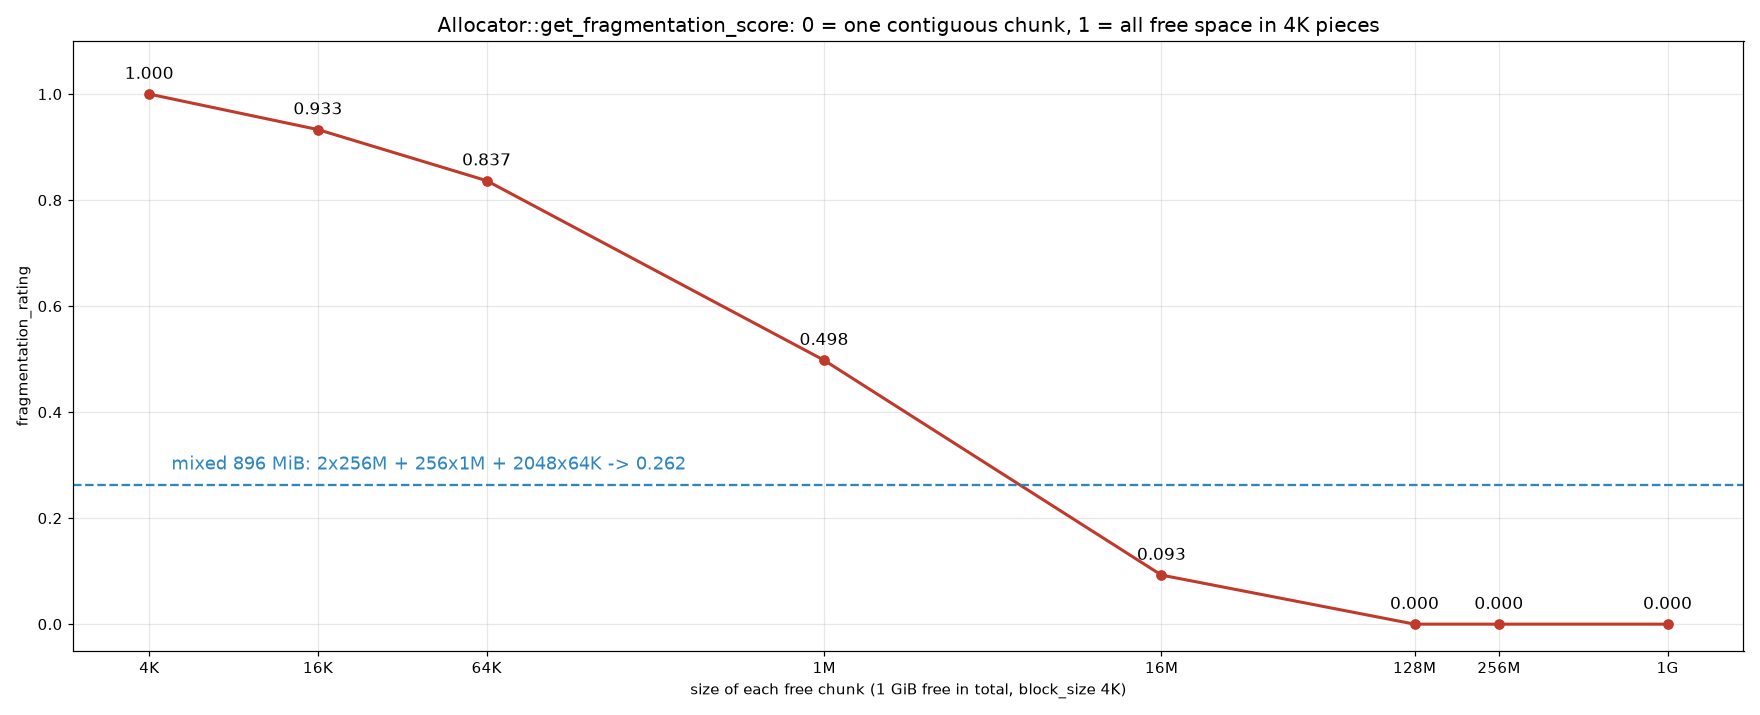 Allocator::get_fragmentation_score: 0 = one contiguous chunk, 1 = all free space in 4K pieces
1.000
0.933
0.837
0.498
0.093
0.000
0.000
0.000
mixed 896 MiB: 2x256M + 256x1M + 2048x64K -> 0.262
fragmentation_rating
1.0
0.8
0.6
0.4
0.2
0.0
4K
16K
64K
1M
16M
128M
256M
1G
size of each free chunk (1 GiB free in total, block_size 4K)